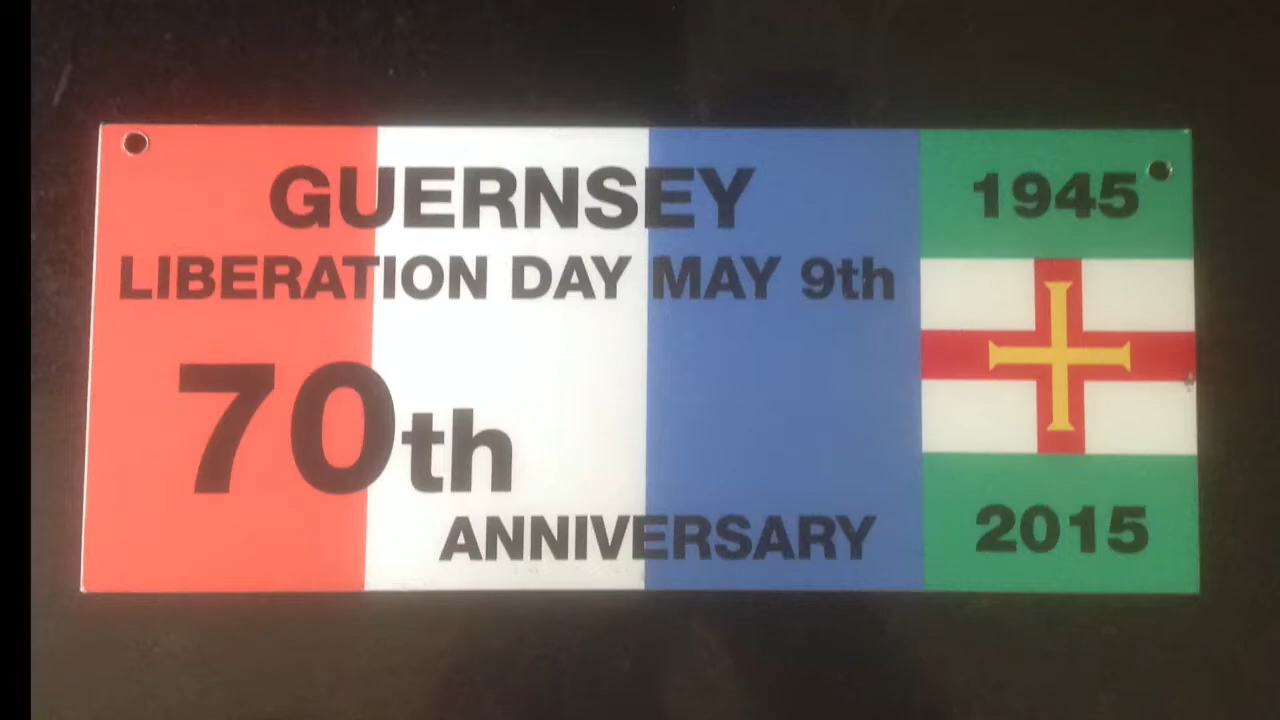 GUERNSEY
LIBERATION DAY MAY 9th
70th
ANNIVERSARY
1945
2015